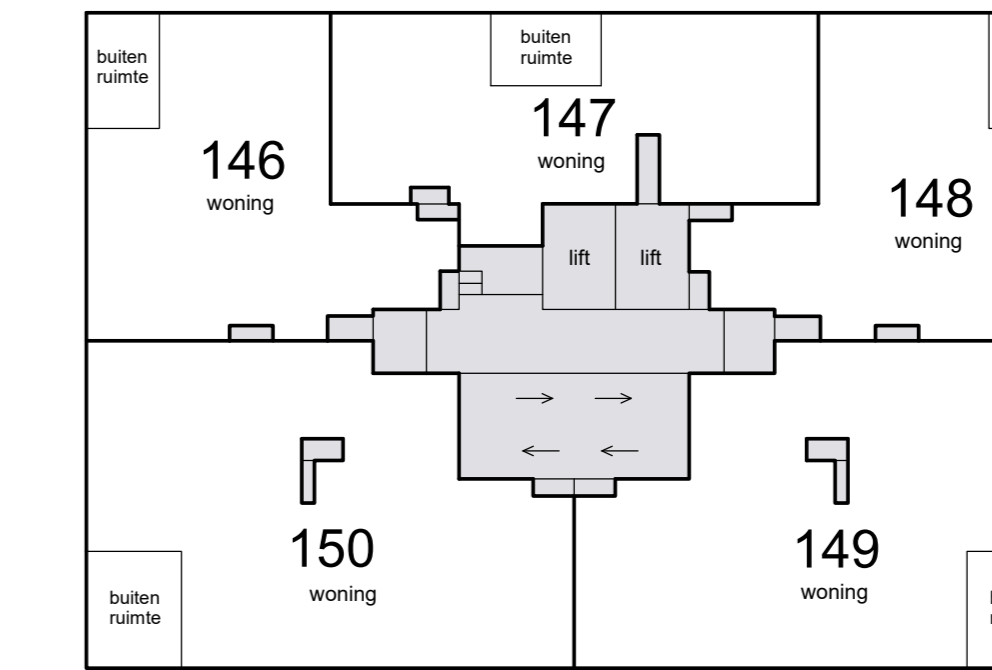 buiten
ruimte
buiten
ruimte
147
woning
146
woning
148
woning
lift
lift
150
woning
149
woning
buiten
ruimte